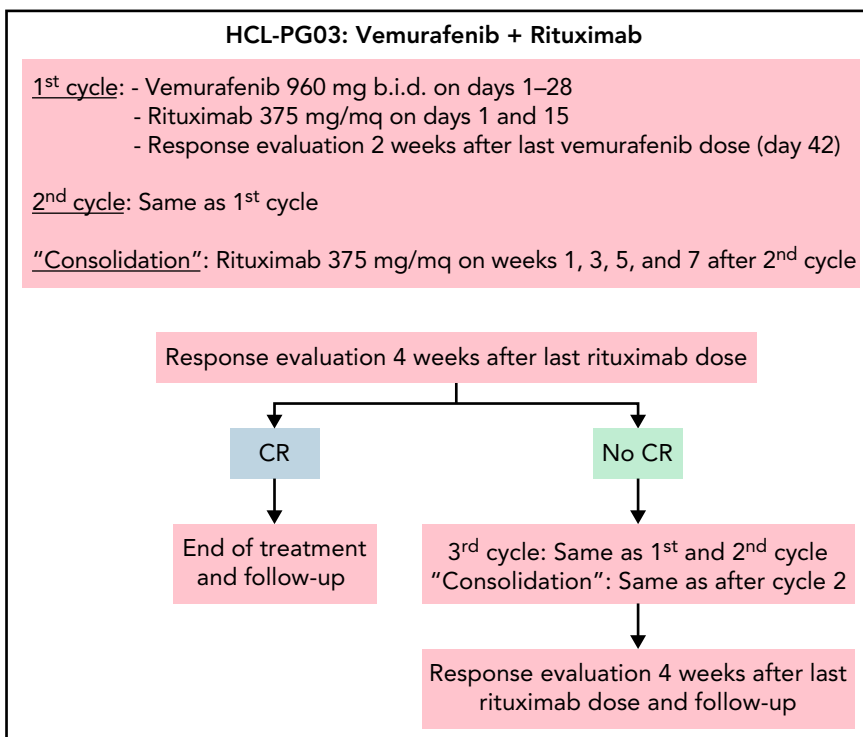 HCL-PG03: Vemurafenib + Rituximab
1st cycle: - Vemurafenib 960 mg b.i.d. on days 1–28
- Rituximab 375 mg/mq on days 1 and 15
- Response evaluation 2 weeks after last vemurafenib dose (day 42)
2nd cycle: Same as 1st cycle
“Consolidation”: Rituximab 375 mg/mq on weeks 1, 3, 5, and 7 after 2nd cycle
Response evaluation 4 weeks after last rituximab dose
CR
No CR
End of treatment
and follow-up
3rd cycle: Same as 1st and 2nd cycle
“Consolidation”: Same as after cycle 2
Response evaluation 4 weeks after last
rituximab dose and follow-up